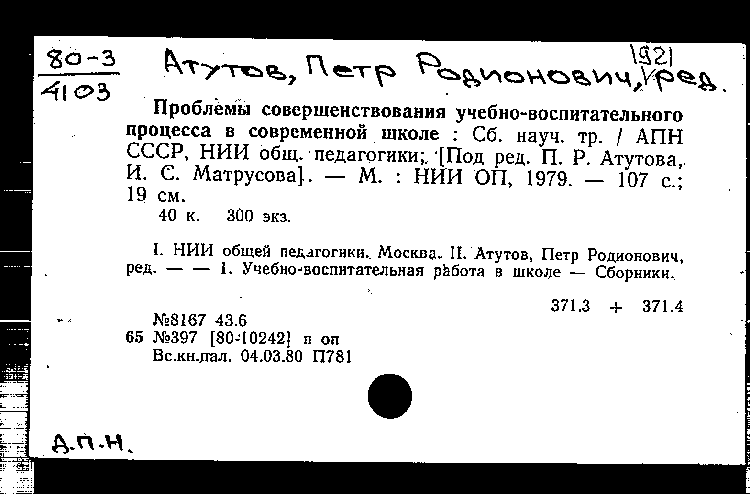 80-3
4103
Атутов, Петр Родионович, ред.
1921
Проблемы совершенствования учебно-воспитательного
процесса в современной школе : Сб. науч. тр. / АПН
СССР, НИИ общ. педагогики; [Под ред. П. Р. Атутова,
И. С. Матрусова]. — М. : НИИ ОП, 1979. — 107 с.;
19 см.
40 к. 300 экз.
I. НИИ общей педагогики. Москва. II. Атутов, Петр Родионович,
ред. — — 1. Учебно-воспитательная работа в школе — Сборники.
371.3 + 371.4
№8167 43.6
65 №397 [80-10242] п оп
Вс.кн.пал. 04.03.80 П781
А.П.Н.